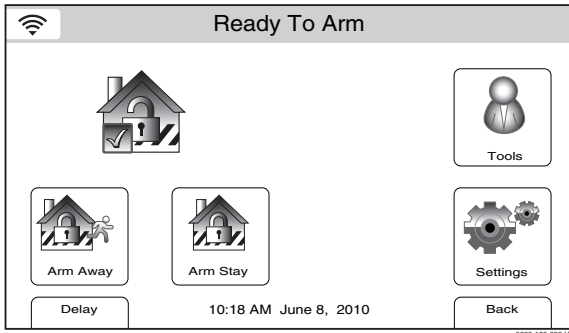 Ready To Arm
Tools
Arm Away
Arm Stay
Settings
Delay
10:18 AM June 8, 2010
Back